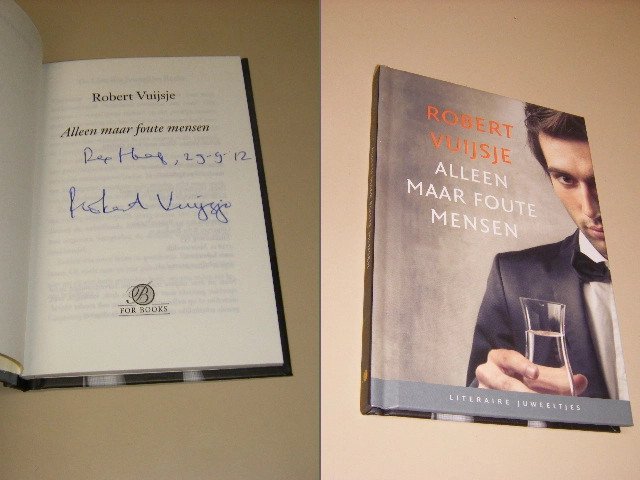 Robert Vuijsje
Alleen maar foute mensen
Den Haag, 29-9-12
Robert Vuijsje
B
FOR BOOKS
ROBERT
VUIJSJE
ALLEEN
MAAR FOUTE
MENSEN
LITERAIRE JUWEELTJES